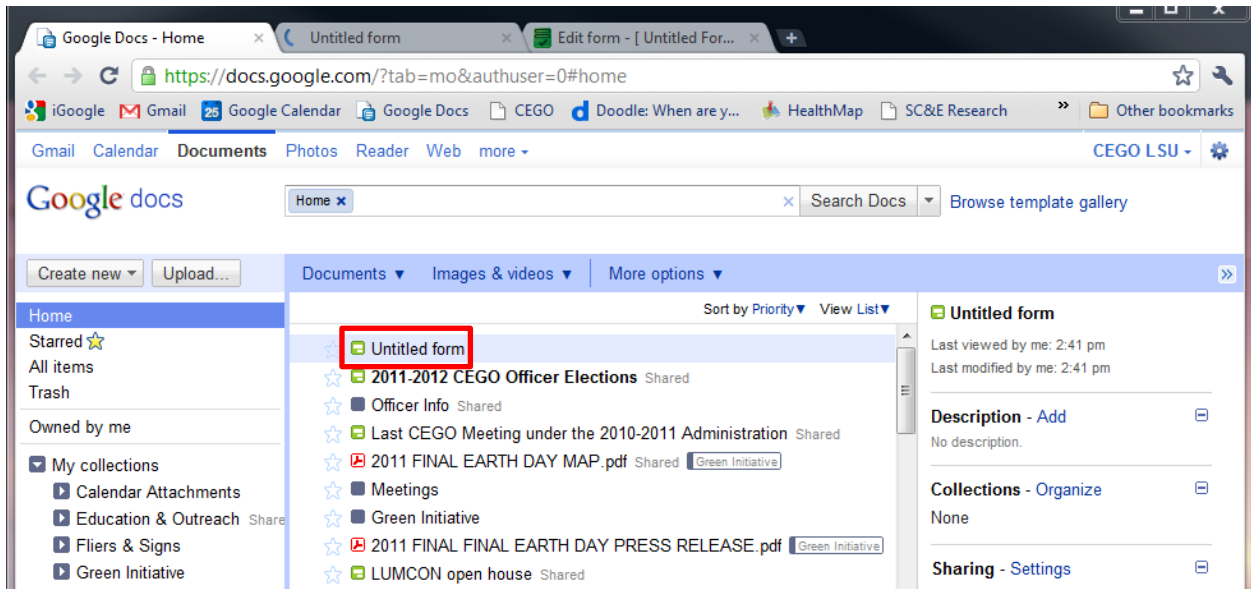 Google Docs - Home × Untitled form × Edit form - [ Untitled For... × +
https://docs.google.com/?tab=mo&authuser=0#home
iGoogle Gmail 25 Google Calendar Google Docs CEGO d Doodle: When are y... HealthMap SC&E Research » Other bookmarks
Gmail Calendar Documents Photos Reader Web more CEGO LSU
Google docs Home × × Search Docs Browse template gallery
Create new Upload... Documents ▼ Images & videos ▼ More options ▼ »
Home
Starred
All items
Trash
Owned by me
My collections
Calendar Attachments
Education & Outreach Share
Fliers & Signs
Green Initiative
Sort by Priority▼ View List▼
Untitled form
2011-2012 CEGO Officer Elections Shared
Officer Info Shared
Last CEGO Meeting under the 2010-2011 Administration Shared
2011 FINAL EARTH DAY MAP.pdf Shared Green Initiative
Meetings
Green Initiative
2011 FINAL FINAL EARTH DAY PRESS RELEASE.pdf Green Initiative
LUMCON open house Shared
Untitled form
Last viewed by me: 2:41 pm
Last modified by me: 2:41 pm
Description - Add
No description.
Collections - Organize
None
Sharing - Settings